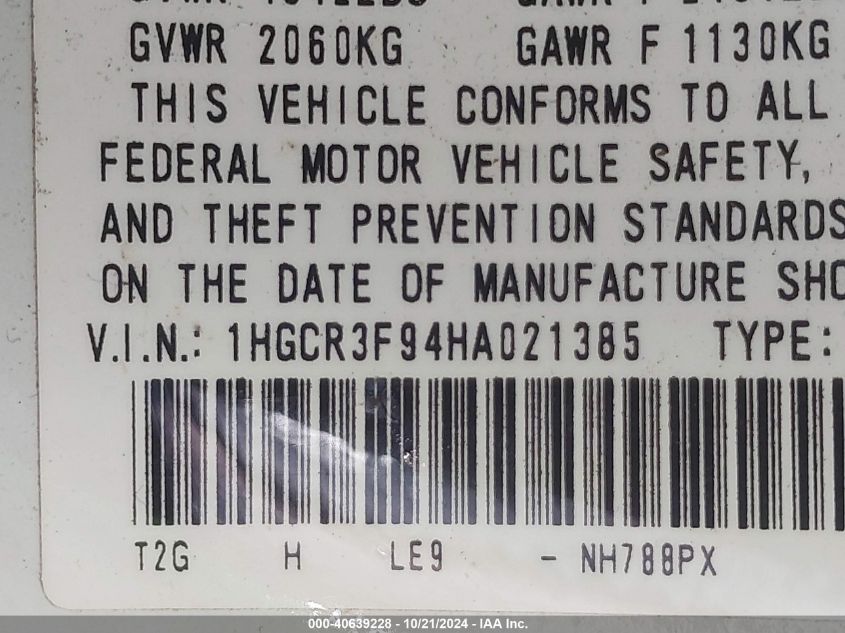 GVWR 2060KG GAWR F 1130KG
THIS VEHICLE CONFORMS TO ALL
FEDERAL MOTOR VEHICLE SAFETY,
AND THEFT PREVENTION STANDARDS
ON THE DATE OF MANUFACTURE SHO
V.I.N.: 1HGCR3F94HA021385 TYPE:
T2G H LE9 - NH788PX
000-40639228 - 10/21/2024 - IAA Inc.